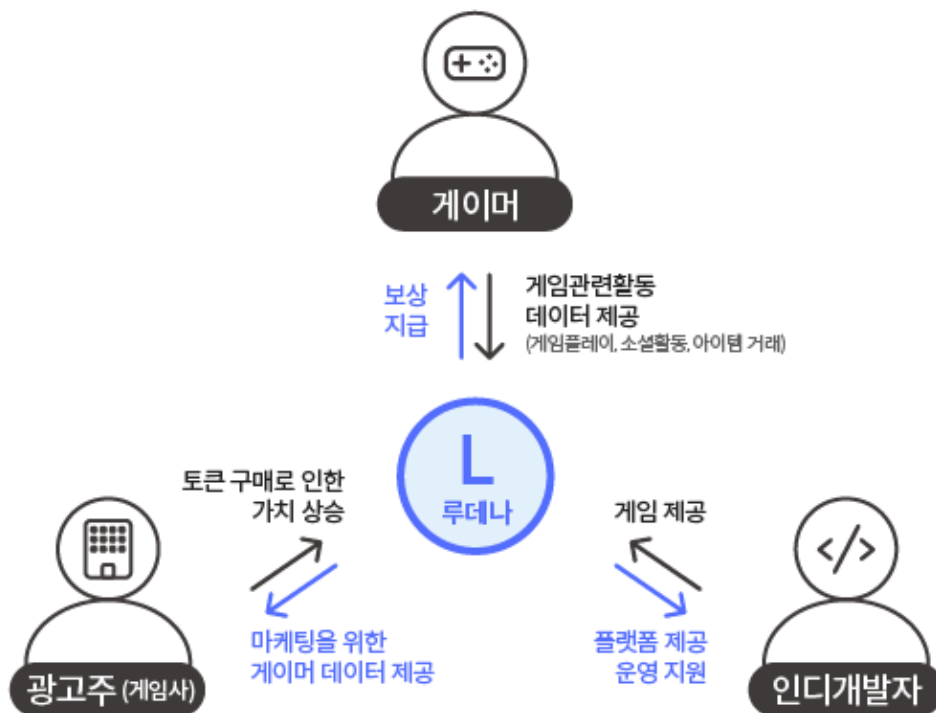 게이머
보상
지급
게임관련활동
데이터 제공
(게임플레이, 소셜활동, 아이템 거래)
L
루데나
토큰 구매로 인한
가치 상승
게임 제공
</>
마케팅을 위한
게이머 데이터 제공
플랫폼 제공
운영 지원
광고주 (게임사)
인디개발자